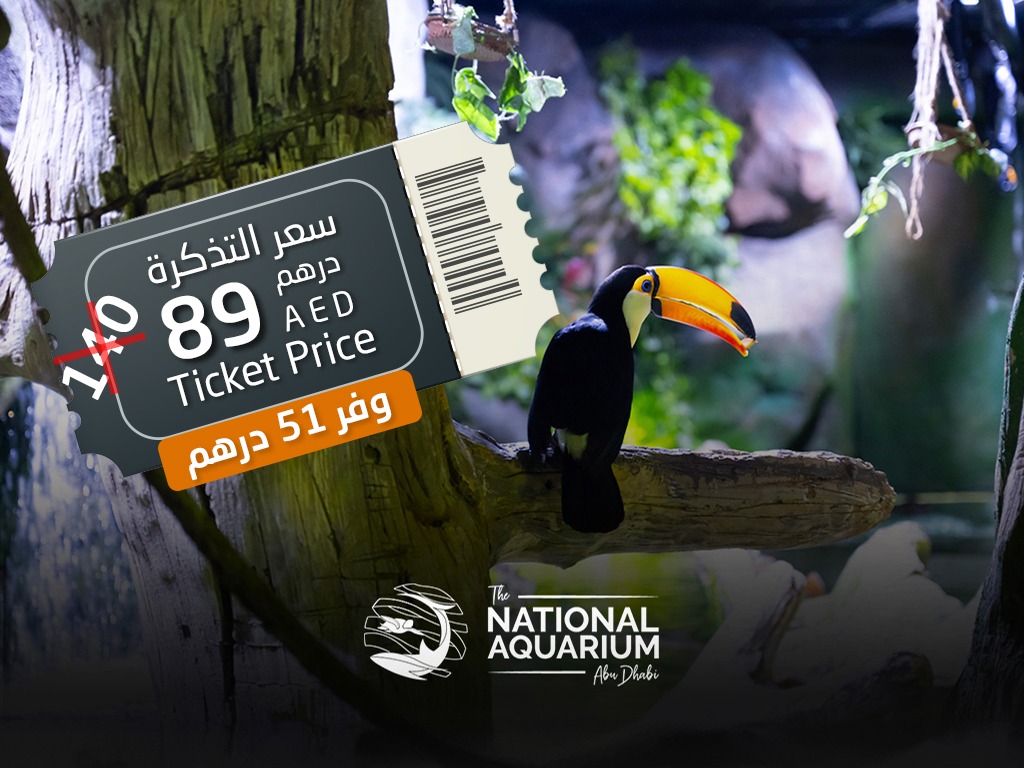 سعر التذكرة
140
89
درهم
AED
Ticket Price
وفر 51 درهم
The
NATIONAL
AQUARIUM
Abu Dhabi